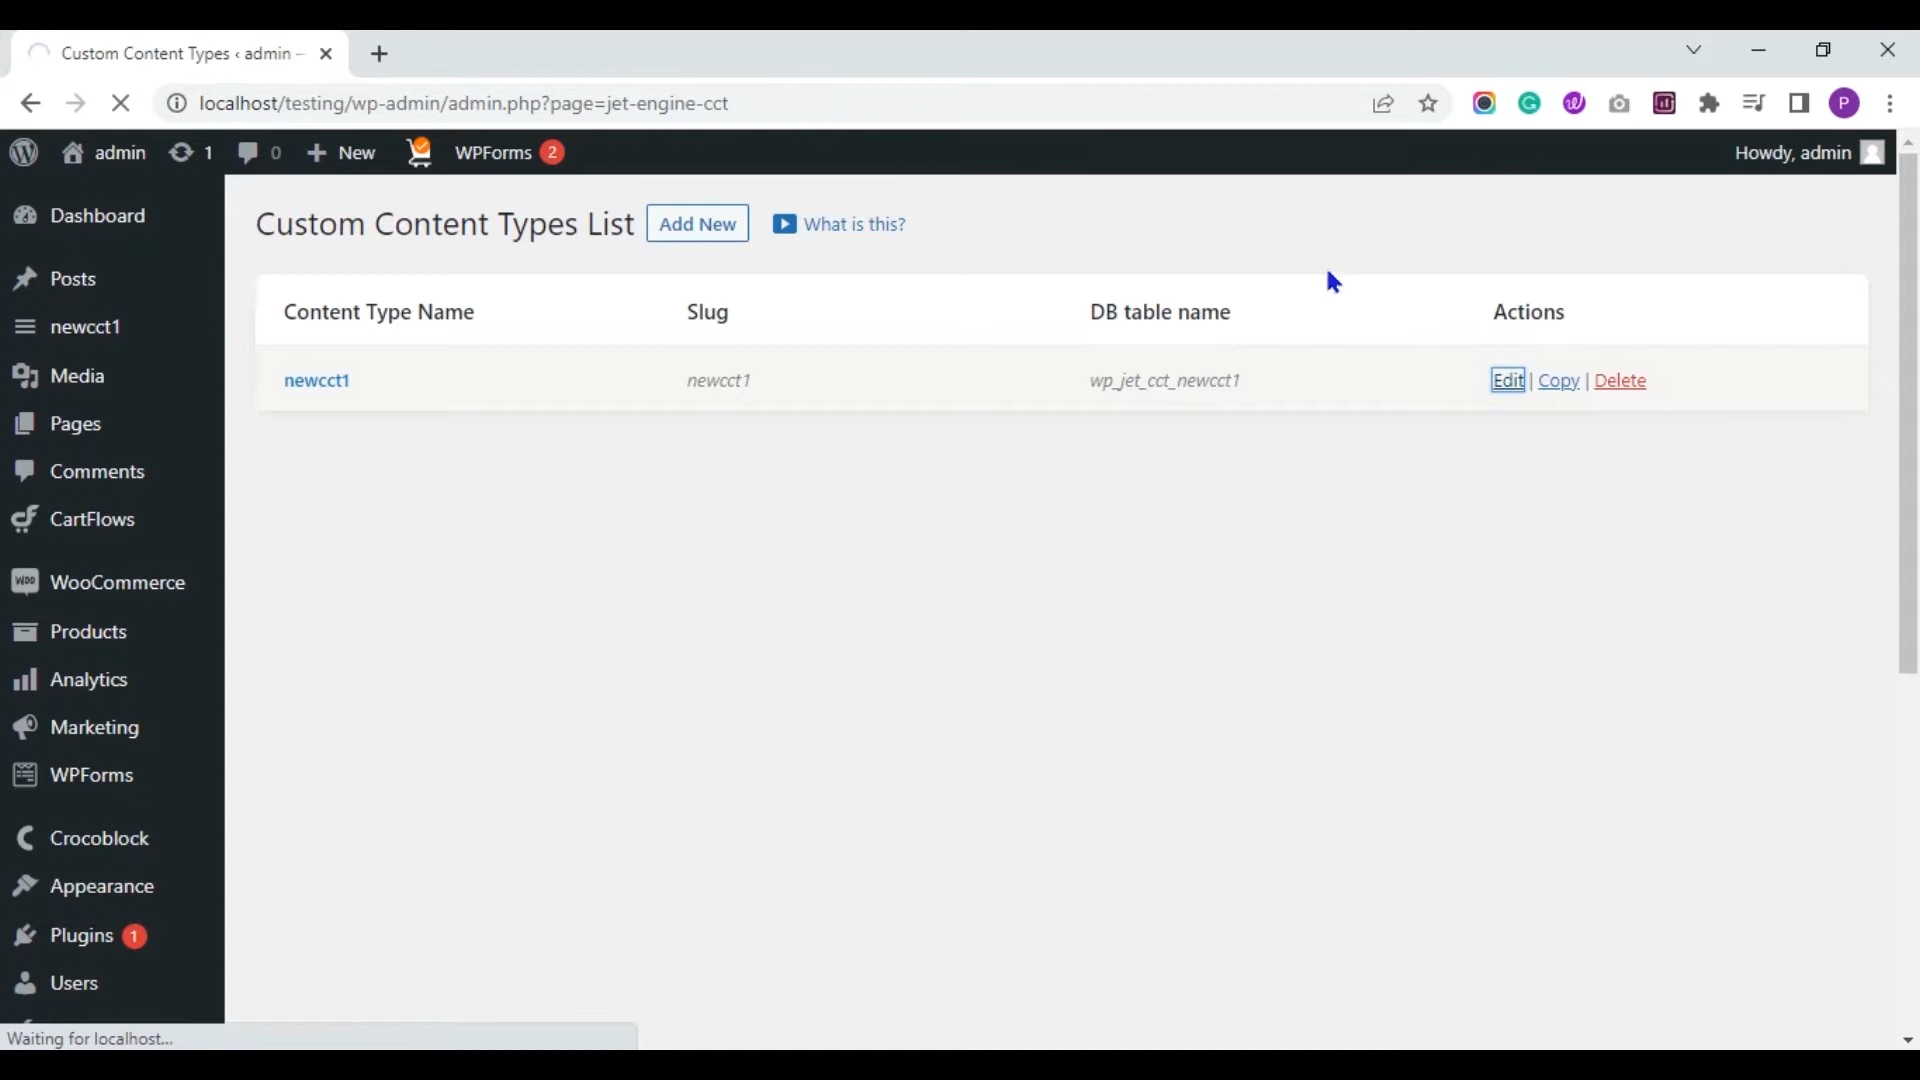 Custom Content Types ‹ admin —
localhost/testing/wp-admin/admin.php?page=jet-engine-cct
P
admin
1
0
New
WPForms 2
Howdy, admin
Dashboard
Posts
newcct1
Media
Pages
Comments
CartFlows
WooCommerce
Products
Analytics
Marketing
WPForms
Crocoblock
Appearance
Plugins 1
Users
Custom Content Types List
Add New
What is this?
Content Type Name Slug DB table name Actions
newcct1 newcct1 wp_jet_cct_newcct1 Edit | Copy | Delete
Waiting for localhost...